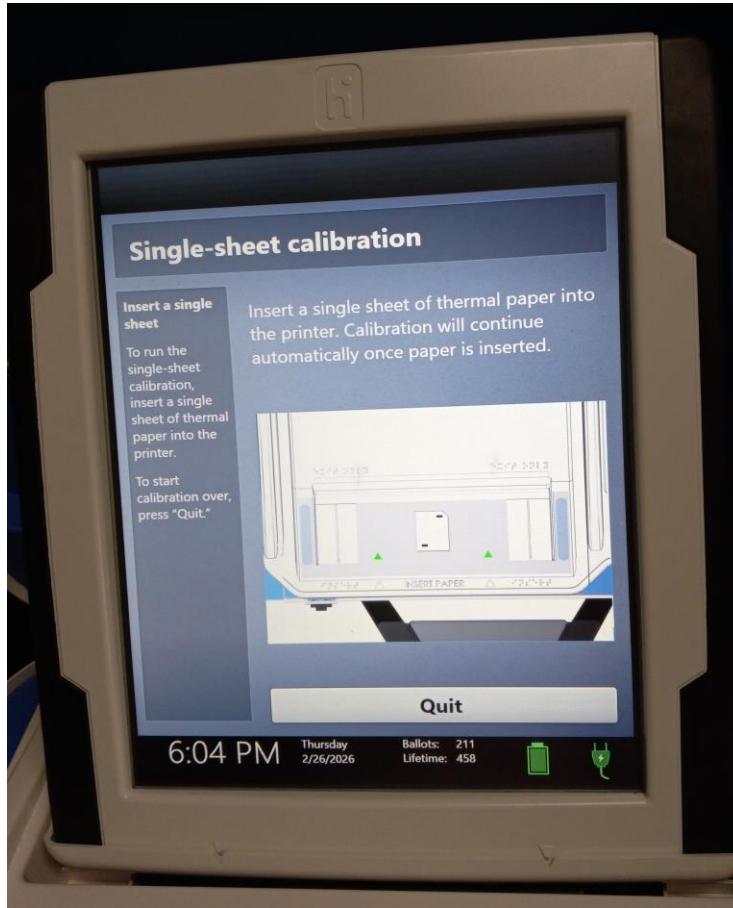 hi
Single-sheet calibration
Insert a single
sheet
To run the
single-sheet
calibration,
insert a single
sheet of thermal
paper into the
printer.
To start
calibration over,
press “Quit.”
Insert a single sheet of thermal paper into
the printer. Calibration will continue
automatically once paper is inserted.
INSERT PAPER
Quit
6:04 PM
Thursday
2/26/2026
Ballots: 211
Lifetime: 458